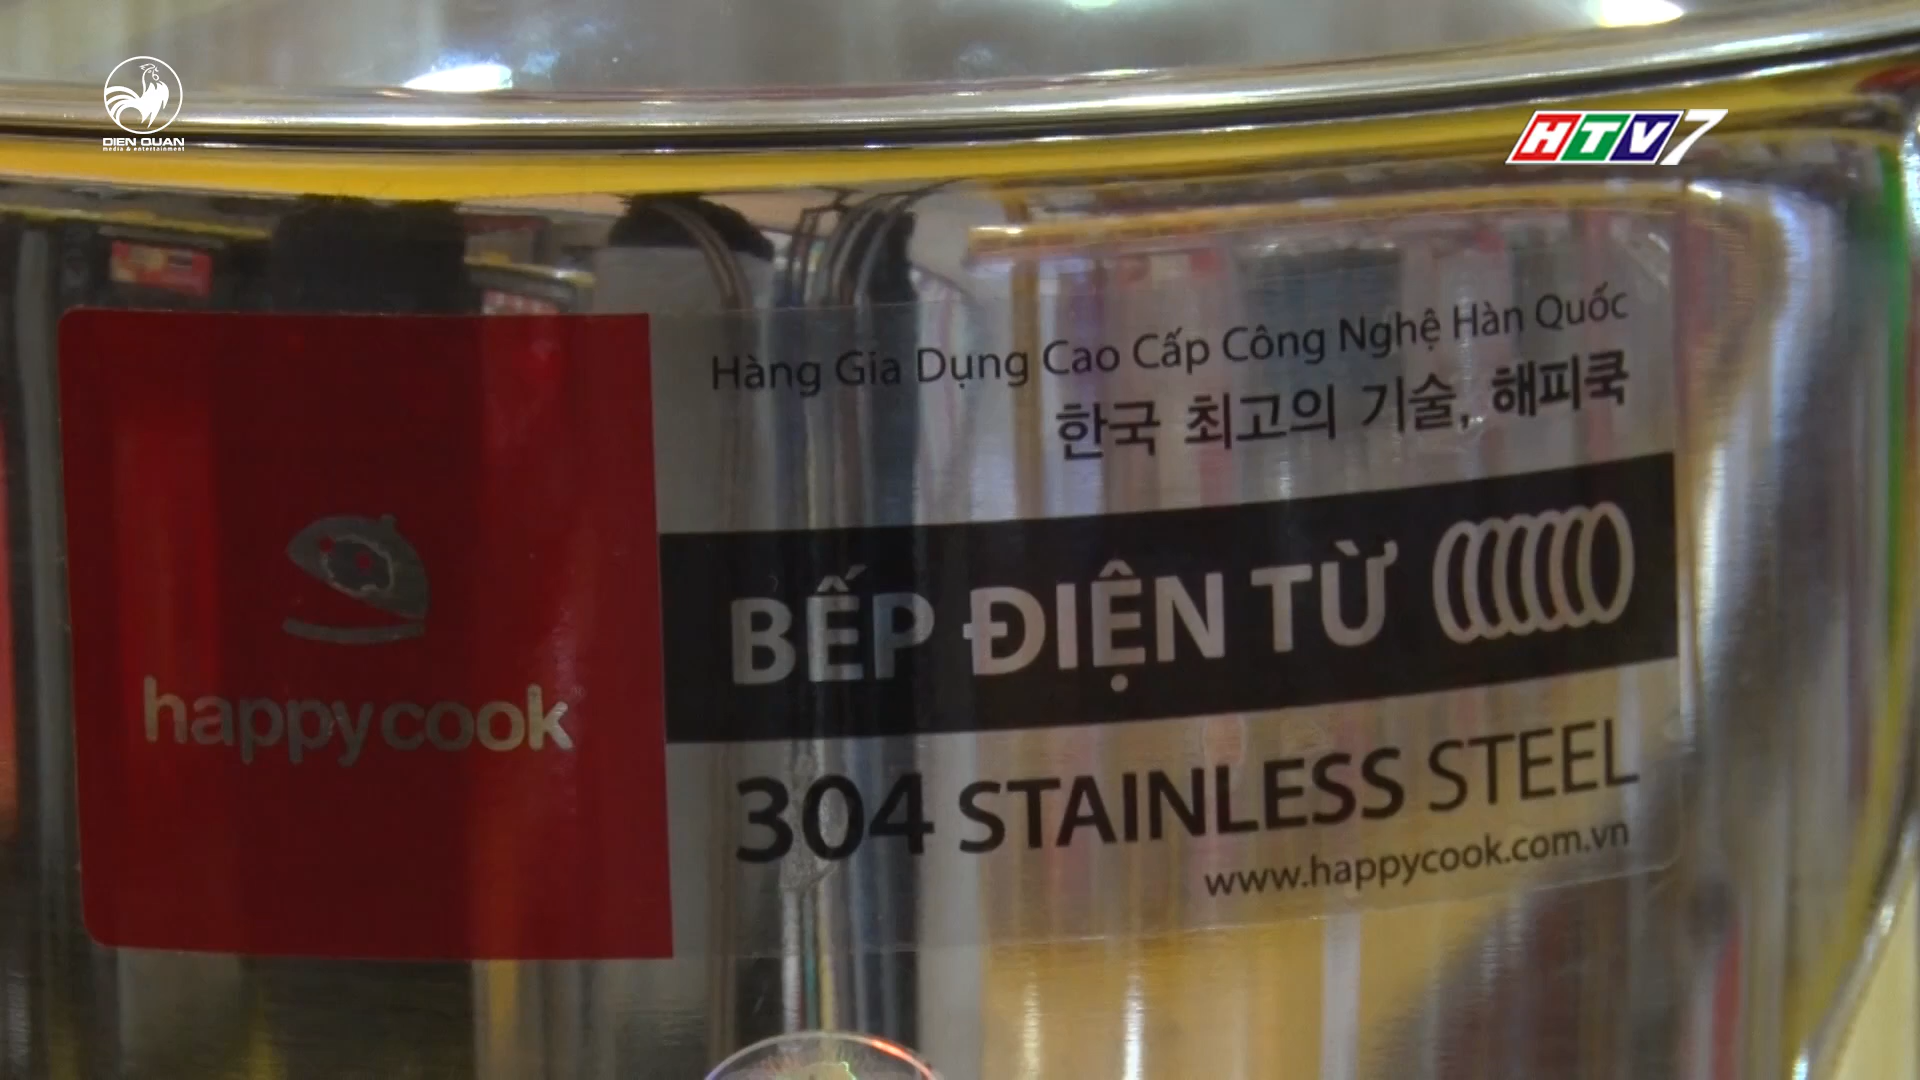 DIEN QUAN
media & entertainment
HTV7
Hàng Gia Dụng Cao Cấp Công Nghệ Hàn Quốc
한국 최고의 기술, 해피쿡
happycook
BẾP ĐIỆN TỪ
304 STAINLESS STEEL
www.happycook.com.vn